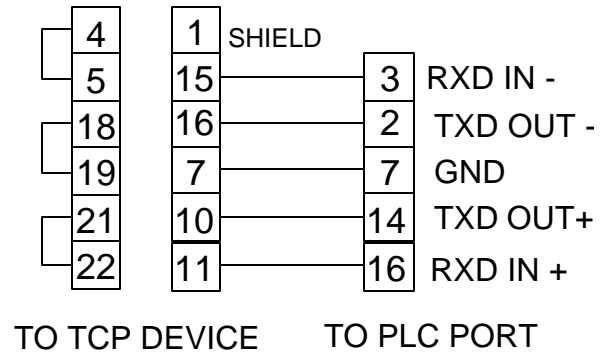 4 1 SHIELD
5 15 3 RXD IN -
18 16 2 TXD OUT -
19 7 7 GND
21 10 14 TXD OUT+
22 11 16 RXD IN +
TO TCP DEVICE TO PLC PORT